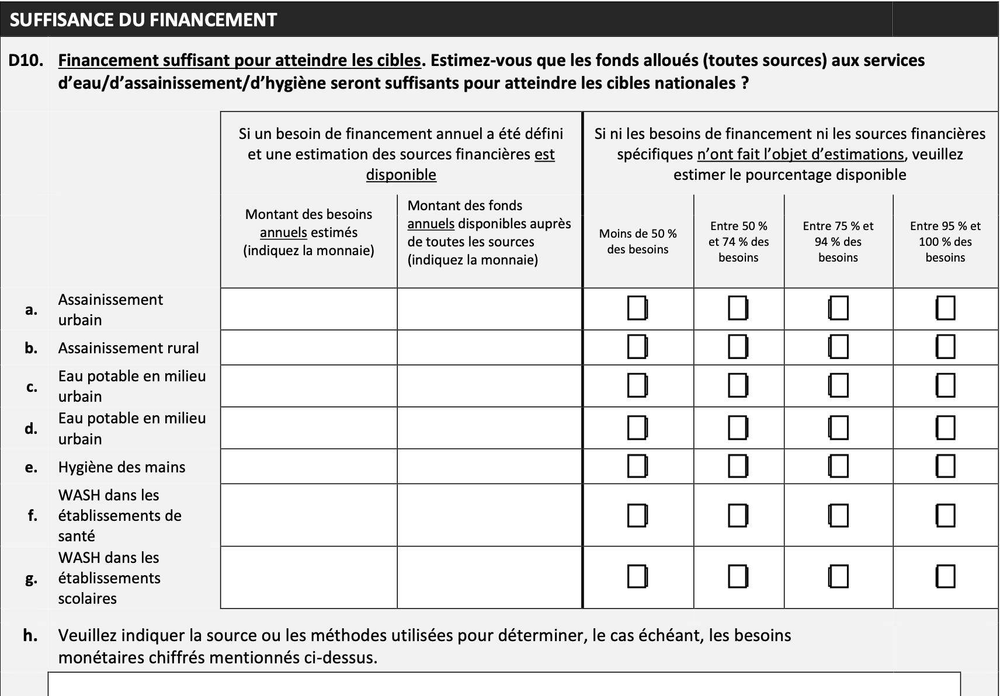 SUFFISANCE DU FINANCEMENT
D10. Financement suffisant pour atteindre les cibles. Estimez-vous que les fonds alloués (toutes sources) aux services
d’eau/d’assainissement/d’hygiène seront suffisants pour atteindre les cibles nationales ?
Si un besoin de financement annuel a été défini
et une estimation des sources financières est
disponible
Si ni les besoins de financement ni les sources financières
spécifiques n’ont fait l’objet d’estimations, veuillez
estimer le pourcentage disponible
Montant des besoins
annuels estimés
(indiquez la monnaie)
Montant des fonds
annuels disponibles auprès
de toutes les sources
(indiquez la monnaie)
Moins de 50 %
des besoins
Entre 50 %
et 74 % des
besoins
Entre 75 % et
94 % des
besoins
Entre 95 % et
100 % des
besoins
a. Assainissement
urbain
b. Assainissement rural
c. Eau potable en milieu
urbain
d. Eau potable en milieu
urbain
e. Hygiène des mains
f. WASH dans les
établissements de
santé
g. WASH dans les
établissements
scolaires
h. Veuillez indiquer la source ou les méthodes utilisées pour déterminer, le cas échéant, les besoins
monétaires chiffrés mentionnés ci-dessus.